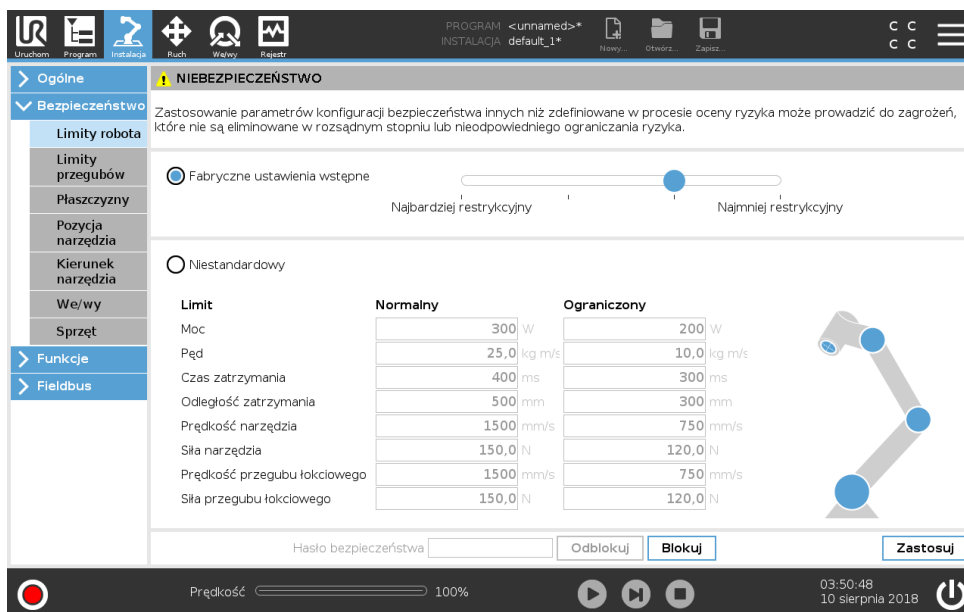 PROGRAM <unnamed>*
INSTALACJA default_1*
Uruchom Program Instalacja Ruch We/wy Rejestr Nowy... Otwórz... Zapisz...
C C
C C
Ogólne
Bezpieczeństwo
Limity robota
Limity
przegubów
Płaszczyzny
Pozycja
narzędzia
Kierunek
narzędzia
We/wy
Sprzęt
Funkcje
Fieldbus
NIEBEZPIECZEŃSTWO
Zastosowanie parametrów konfiguracji bezpieczeństwa innych niż zdefiniowane w procesie oceny ryzyka może prowadzić do zagrożeń,
które nie są eliminowane w rozsądnym stopniu lub nieodpowiedniego ograniczania ryzyka.
Fabryczne ustawienia wstępne
Najbardziej restrykcyjny Najmniej restrykcyjny
Niestandardowy
Limit Normalny Ograniczony
Moc 300 W 200 W
Pęd 25,0 kg m/s 10,0 kg m/s
Czas zatrzymania 400 ms 300 ms
Odległość zatrzymania 500 mm 300 mm
Prędkość narzędzia 1500 mm/s 750 mm/s
Siła narzędzia 150,0 N 120,0 N
Prędkość przegubu łokciowego 1500 mm/s 750 mm/s
Siła przegubu łokciowego 150,0 N 120,0 N
Hasło bezpieczeństwa Odblokuj Blokuj Zastosuj
Prędkość 100%
03:50:48
10 sierpnia 2018